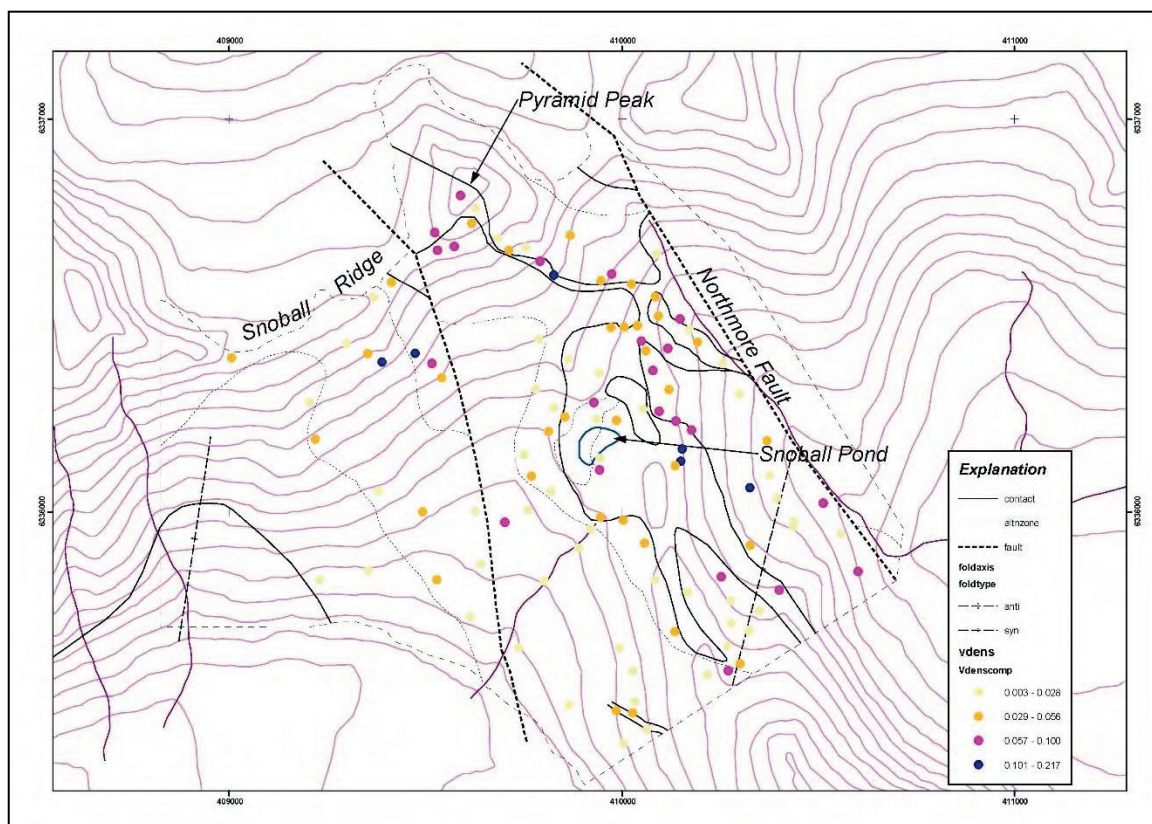 409000
410000
411000
6337000
6337000
Pyramid Peak
Snoball Ridge
Northmore Fault
Snoball Pond
6336000
6336000
Explanation
contact
altnzone
fault
foldaxis
foldtype
anti
syn
vdens
Vdenscomp
0.003 - 0.028
0.029 - 0.056
0.057 - 0.100
0.101 - 0.217
409000
410000
411000